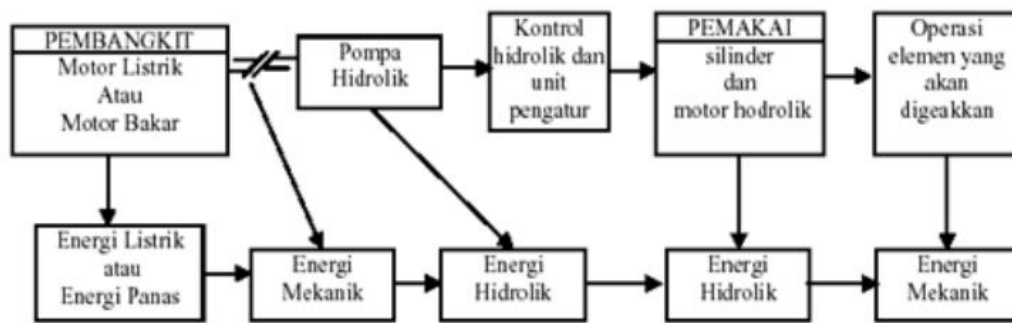 PEMBANGKIT
Motor Listrik
Atau
Motor Bakar
Pompa
Hidrolik
Kontrol
hidrolik dan
unit
pengatur
PEMAKAI
silinder
dan
motor hodrolik
Operasi
elemen yang
akan
digeakkan
Energi Listrik
atau
Energi Panas
Energi
Mekanik
Energi
Hidrolik
Energi
Hidrolik
Energi
Mekanik